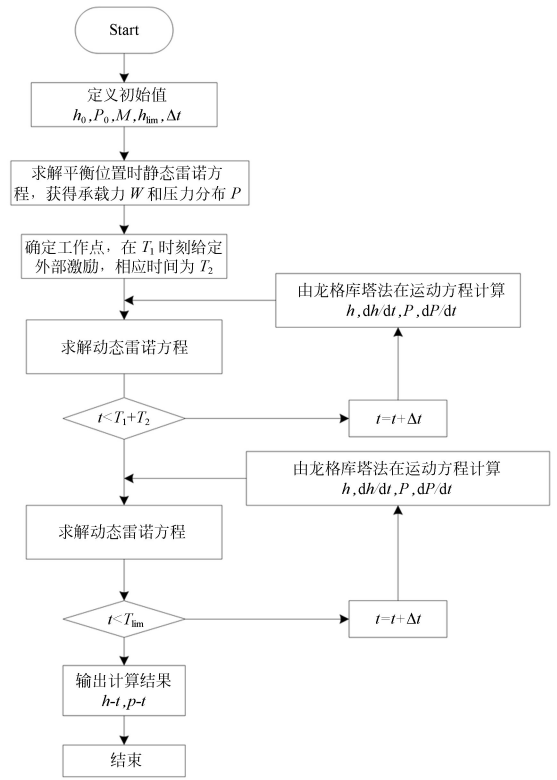 Start
定义初始值
h₀,P₀,M,hlim,Δt
求解平衡位置时静态雷诺方
程，获得承载力 W 和压力分布 P
确定工作点，在 T₁ 时刻给定
外部激励，相应时间为 T₂
由龙格库塔法在运动方程计算
h,dh/dt,P,dP/dt
求解动态雷诺方程
t<T₁+T₂
t=t+Δt
由龙格库塔法在运动方程计算
h,dh/dt,P,dP/dt
求解动态雷诺方程
t<Tlim
t=t+Δt
输出计算结果
h-t,p-t
结束